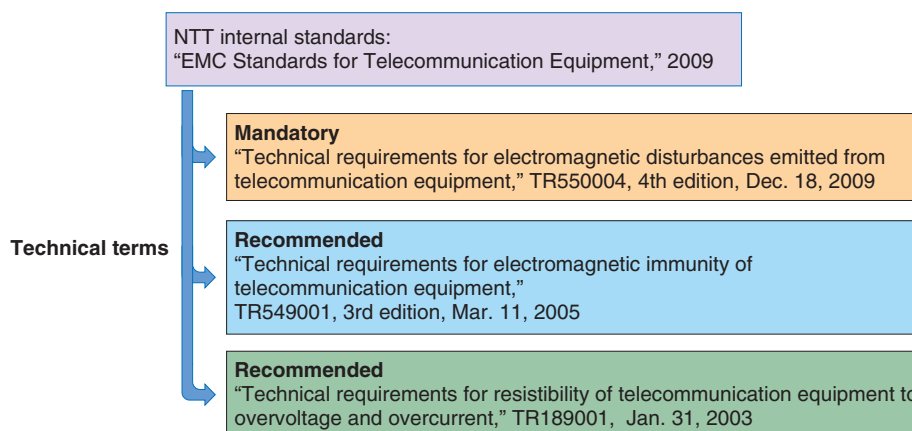 NTT internal standards:
“EMC Standards for Telecommunication Equipment,” 2009
Mandatory
“Technical requirements for electromagnetic disturbances emitted from
telecommunication equipment,” TR550004, 4th edition, Dec. 18, 2009
Technical terms
Recommended
“Technical requirements for electromagnetic immunity of
telecommunication equipment,”
TR549001, 3rd edition, Mar. 11, 2005
Recommended
“Technical requirements for resistibility of telecommunication equipment to
overvoltage and overcurrent,” TR189001, Jan. 31, 2003